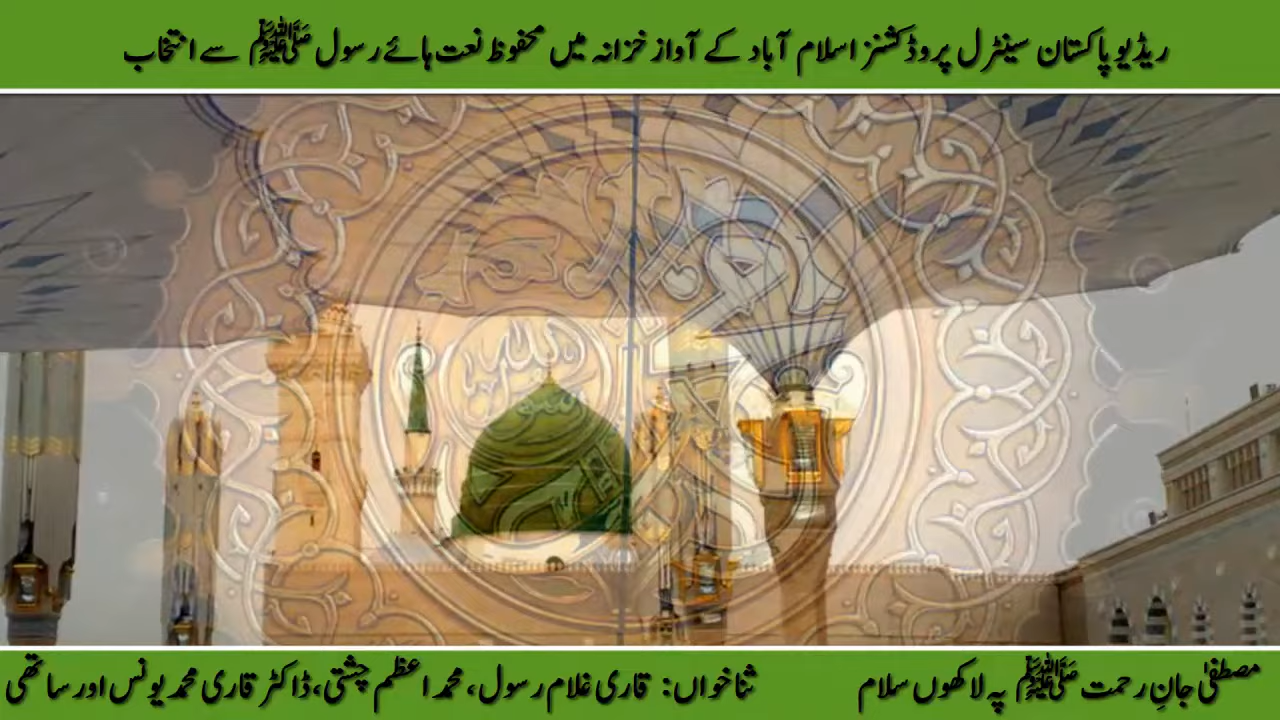 ریڈیو پاکستان سینٹرل پروڈکشنز اسلام آباد کے آواز خزانہ میں محفوظ نعت ہائے رسول ﷺ سے انتخاب
مصطفیٰ جانِ رحمت ﷺ پہ لاکھوں سلام
ثنا خواں: قاری غلام رسول، محمد اعظم چشتی، ڈاکٹر قاری محمد یونس اور ساتھی